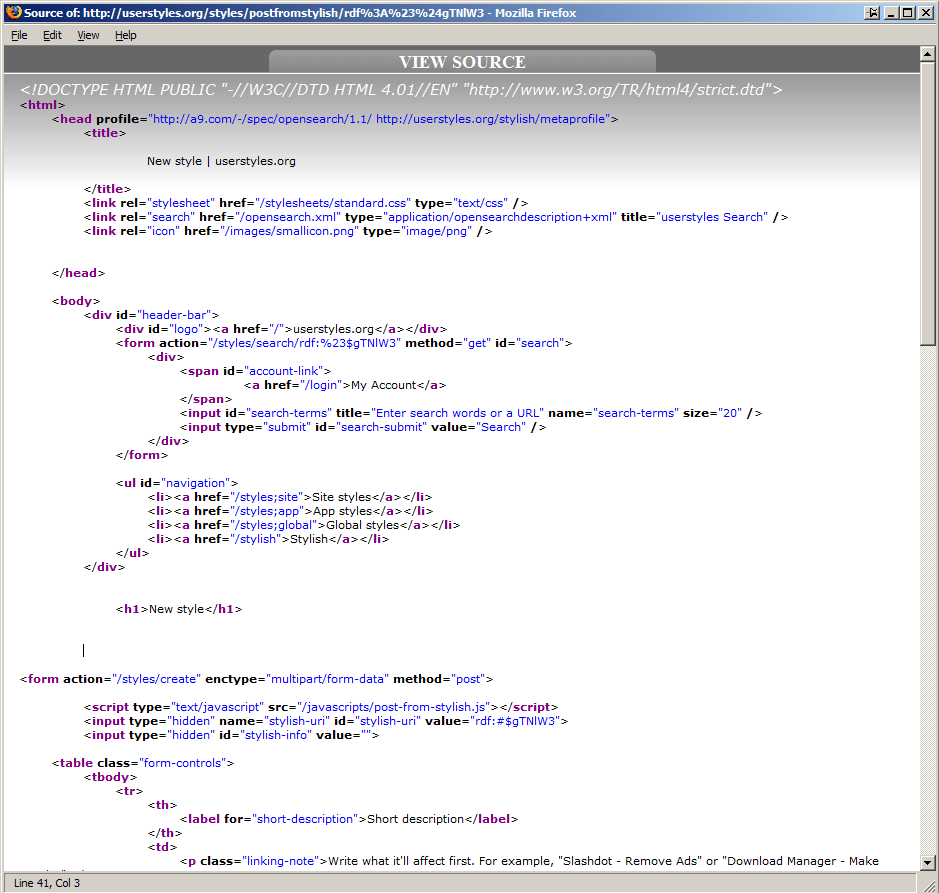 Source of: http://userstyles.org/styles/postfromstylish/rdf%3A%23%24gTNlW3 - Mozilla Firefox
File Edit View Help
VIEW SOURCE
<!DOCTYPE HTML PUBLIC "-//W3C//DTD HTML 4.01//EN" "http://www.w3.org/TR/html4/strict.dtd">
<html>
<head profile="http://a9.com/-/spec/opensearch/1.1/ http://userstyles.org/stylish/metaprofile">
<title>
New style | userstyles.org
</title>
<link rel="stylesheet" href="/stylesheets/standard.css" type="text/css" />
<link rel="search" href="/opensearch.xml" type="application/opensearchdescription+xml" title="userstyles Search" />
<link rel="icon" href="/images/smallicon.png" type="image/png" />
</head>
<body>
<div id="header-bar">
<div id="logo"><a href="/">userstyles.org</a></div>
<form action="/styles/search/rdf:%23$gTNlW3" method="get" id="search">
<div>
<span id="account-link">
<a href="/login">My Account</a>
</span>
<input id="search-terms" title="Enter search words or a URL" name="search-terms" size="20" />
<input type="submit" id="search-submit" value="Search" />
</div>
</form>
<ul id="navigation">
<li><a href="/styles;site">Site styles</a></li>
<li><a href="/styles;app">App styles</a></li>
<li><a href="/styles;global">Global styles</a></li>
<li><a href="/stylish">Stylish</a></li>
</ul>
</div>
<h1>New style</h1>
<form action="/styles/create" enctype="multipart/form-data" method="post">
<script type="text/javascript" src="/javascripts/post-from-stylish.js"></script>
<input type="hidden" name="stylish-uri" id="stylish-uri" value="rdf:#$gTNlW3">
<input type="hidden" id="stylish-info" value="">
<table class="form-controls">
<tbody>
<tr>
<th>
<label for="short-description">Short description</label>
</th>
<td>
<p class="linking-note">Write what it'll affect first. For example, "Slashdot - Remove Ads" or "Download Manager - Make
Line 41, Col 3